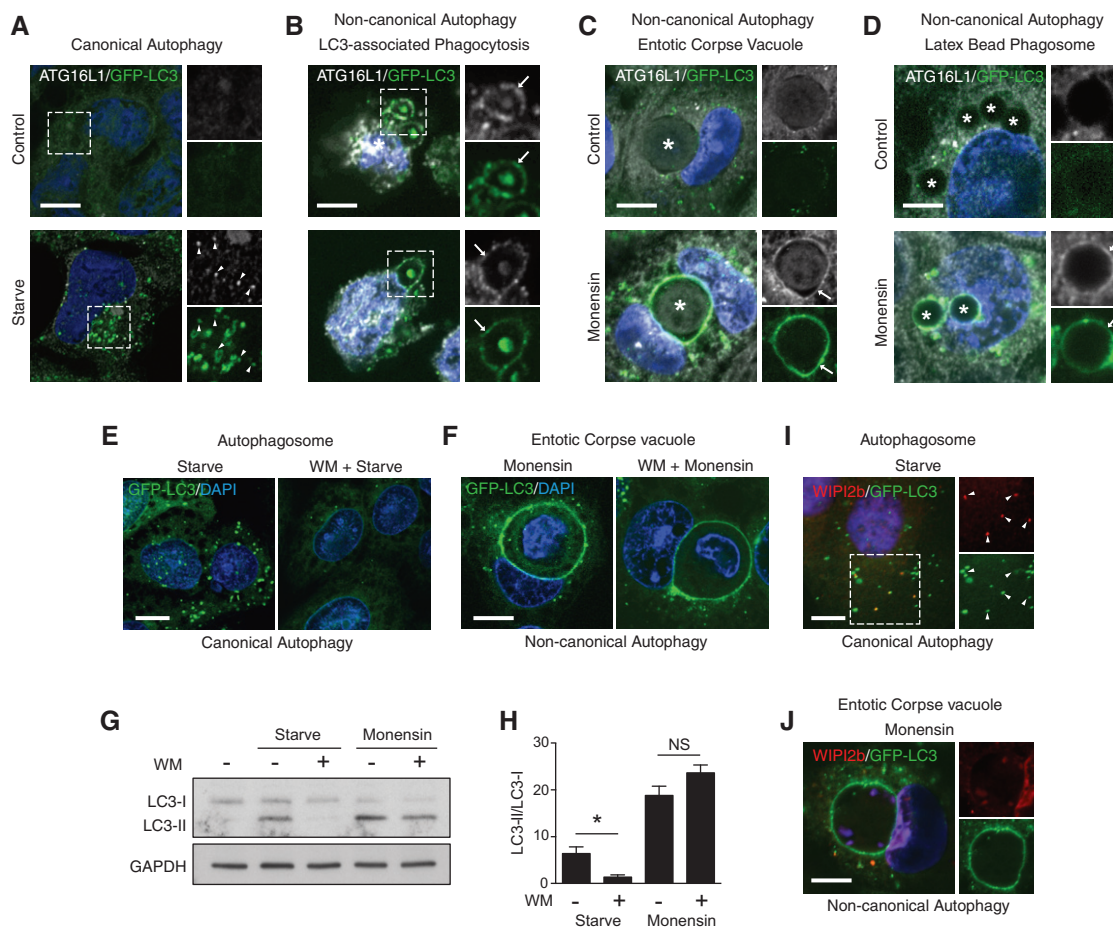 A
Canonical Autophagy
ATG16L1/GFP-LC3
Control
Starve
B
Non-canonical Autophagy
LC3-associated Phagocytosis
ATG16L1/GFP-LC3
*
C
Non-canonical Autophagy
Entotic Corpse Vacuole
ATG16L1/GFP-LC3
Control
*
Monensin
*
D
Non-canonical Autophagy
Latex Bead Phagosome
ATG16L1/GFP-LC3
Control
* * * *
Monensin
* *
E
Autophagosome
Starve WM + Starve
GFP-LC3/DAPI
Canonical Autophagy
F
Entotic Corpse vacuole
Monensin WM + Monensin
GFP-LC3/DAPI
Non-canonical Autophagy
I
Autophagosome
Starve
WIPI2b/GFP-LC3
Canonical Autophagy
G
Starve Monensin
WM - - + - +
LC3-I
LC3-II
GAPDH
H
LC3-II/LC3-I
30
20
10
0
*
NS
WM - + - +
Starve Monensin
J
Entotic Corpse vacuole
Monensin
WIPI2b/GFP-LC3
Non-canonical Autophagy